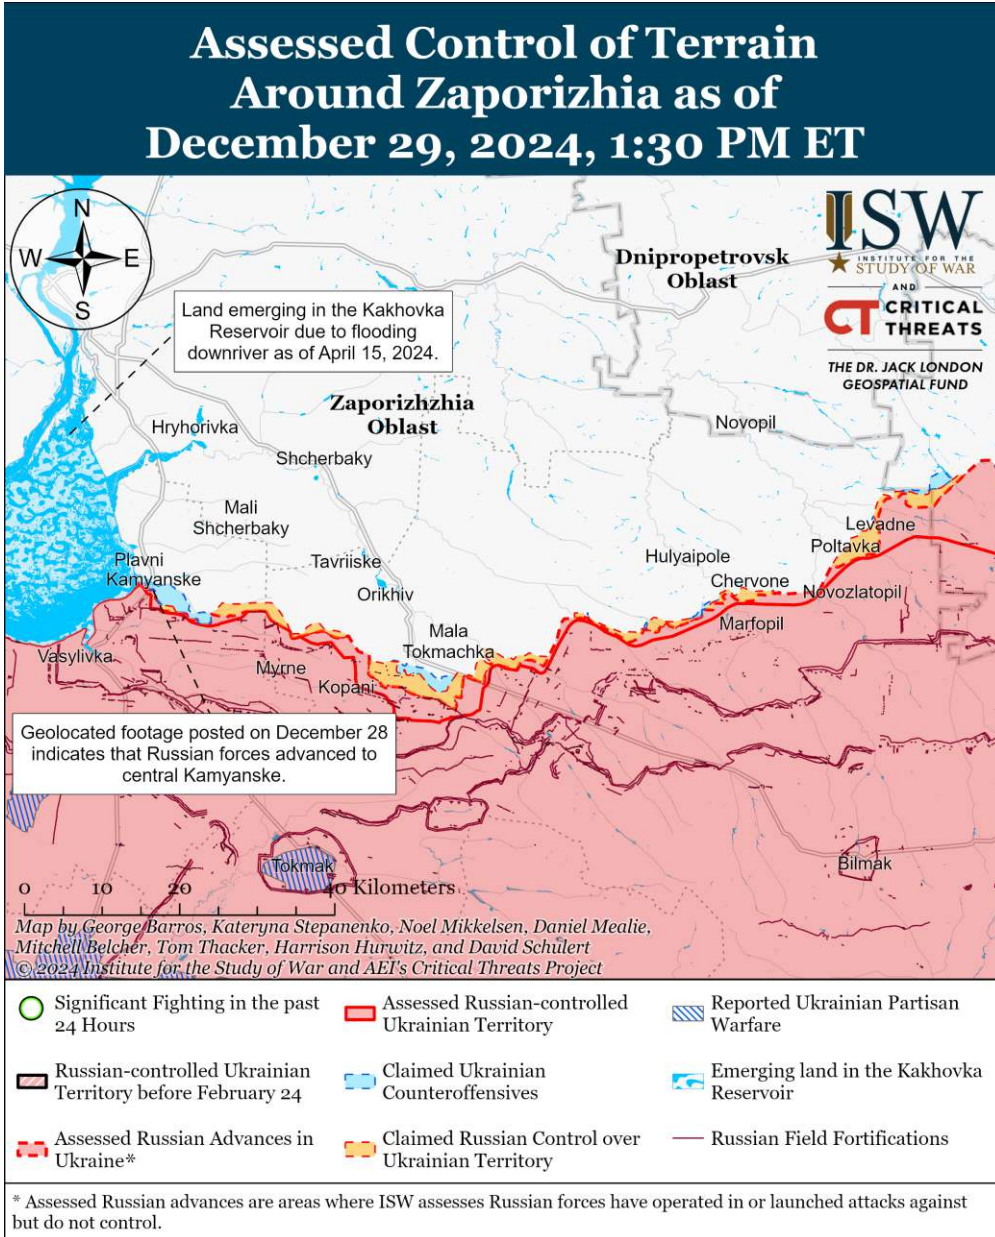 Assessed Control of Terrain
Around Zaporizhia as of
December 29, 2024, 1:30 PM ET
N
W E
S
ISW
INSTITUTE FOR THE
STUDY OF WAR
AND
CT CRITICAL
THREATS
THE DR. JACK LONDON
GEOSPATIAL FUND
Dnipropetrovsk
Oblast
Land emerging in the Kakhovka
Reservoir due to flooding
downriver as of April 15, 2024.
Zaporizhzhia
Oblast
Hryhorivka
Novopil
Shcherbaky
Mali
Shcherbaky
Levadne
Poltavka
Plavni
Kamyanske
Tavriiske
Hulyaipole
Orikhiv
Chervone
Novozlatopil
Marfopil
Mala
Tokmachka
Vasylivka
Myrne
Kopani
Geolocated footage posted on December 28
indicates that Russian forces advanced to
central Kamyanske.
Tokmak
Bilmak
0 10 20 40 Kilometers
Map by George Barros, Kateryna Stepanenko, Noel Mikkelsen, Daniel Mealie,
Mitchell Belcher, Tom Thacker, Harrison Hurwitz, and David Schulert
© 2024 Institute for the Study of War and AEI's Critical Threats Project
Significant Fighting in the past
24 Hours
Assessed Russian-controlled
Ukrainian Territory
Reported Ukrainian Partisan
Warfare
Russian-controlled Ukrainian
Territory before February 24
Claimed Ukrainian
Counteroffensives
Emerging land in the Kakhovka
Reservoir
Assessed Russian Advances in
Ukraine*
Claimed Russian Control over
Ukrainian Territory
Russian Field Fortifications
* Assessed Russian advances are areas where ISW assesses Russian forces have operated in or launched attacks against
but do not control.